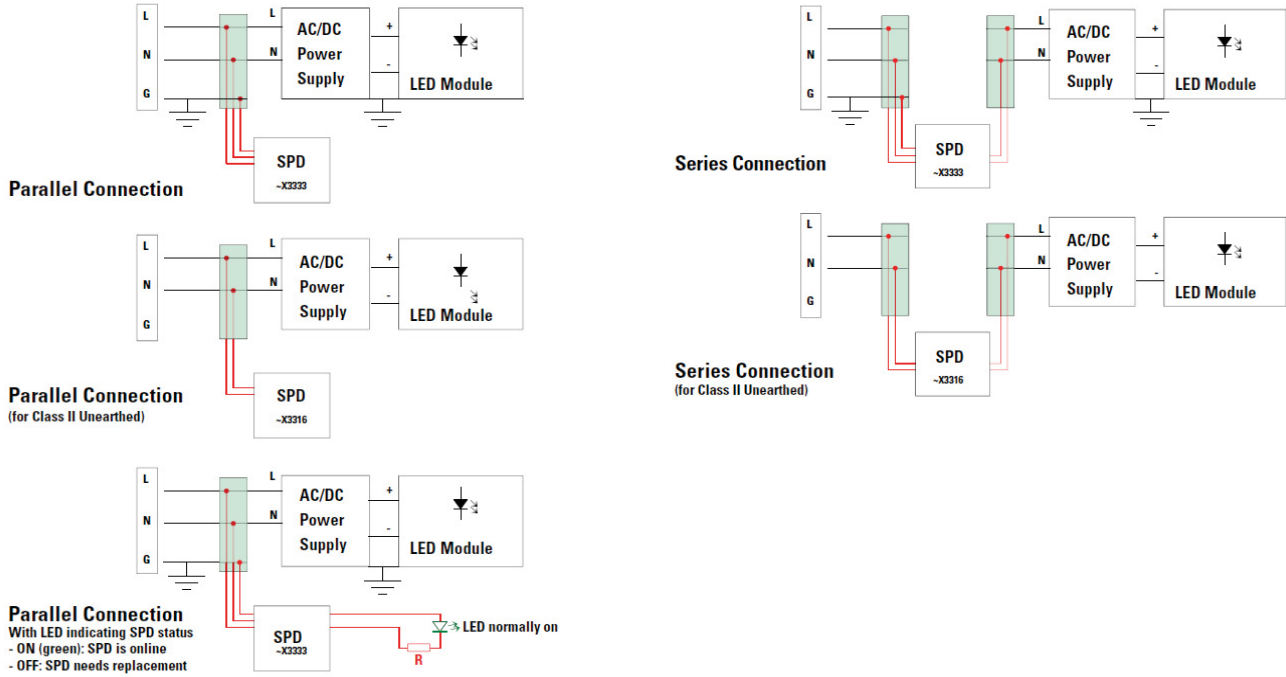 L
N
G
L
N
AC/DC
Power
Supply
+
-
LED Module
SPD
~X3333
Parallel Connection
L
N
G
L
N
AC/DC
Power
Supply
+
-
LED Module
SPD
~X3333
Series Connection
L
N
G
L
N
AC/DC
Power
Supply
+
-
LED Module
SPD
~X3316
Parallel Connection
(for Class II Unearthed)
L
N
G
L
N
AC/DC
Power
Supply
+
-
LED Module
SPD
~X3316
Series Connection
(for Class II Unearthed)
L
N
G
L
N
AC/DC
Power
Supply
+
-
LED Module
SPD
~X3333
LED normally on
R
Parallel Connection
With LED indicating SPD status
- ON (green): SPD is online
- OFF: SPD needs replacement